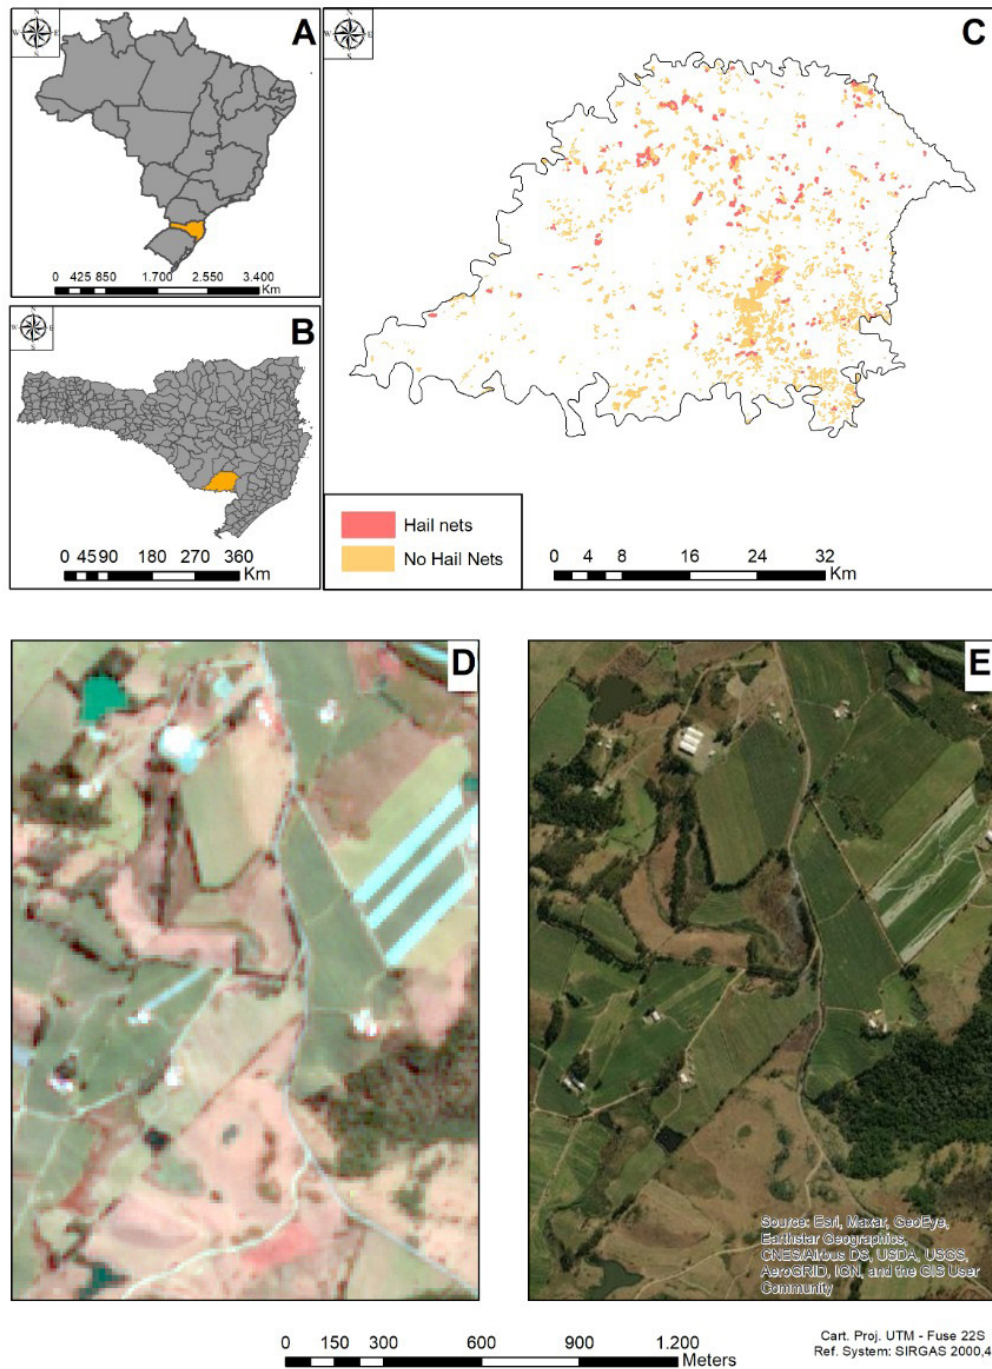 A
N
W
E
S
0 425 850 1.700 2.550 3.400
Km
B
N
W
E
S
0 4590 180 270 360
Km
C
N
W
E
S
Hail nets
No Hail Nets
0 4 8 16 24 32
Km
D
E
Source: Esri, Maxar, GeoEye,
Earthstar Geographics,
CNES/Airbus DS, USDA, USGS,
AeroGRID, IGN, and the GIS User
Community
0 150 300 600 900 1.200
Meters
Cart. Proj. UTM - Fuse 22S
Ref. System: SIRGAS 2000,4